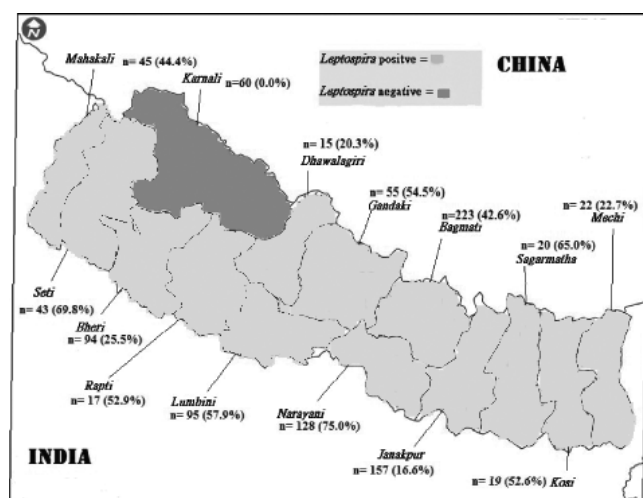 N
Mahakali n= 45 (44.4%)
Karnali
n=60 (0.0%)
Leptospira positve =
Leptospira negative =
CHINA
n= 15 (20.3%)
Dhawalagiri
n= 55 (54.5%)
Gandaki
n=223 (42.6%)
Bagmati
n= 22 (22.7%)
Mechi
n= 20 (65.0%)
Sagarmatha
Seti
n= 43 (69.8%)
Bheri
n= 94 (25.5%)
Rapti
n= 17 (52.9%)
Lumbini
n= 95 (57.9%)
Narayani
n= 128 (75.0%)
Janakpur
n= 157 (16.6%)
n= 19 (52.6%) Kosi
INDIA